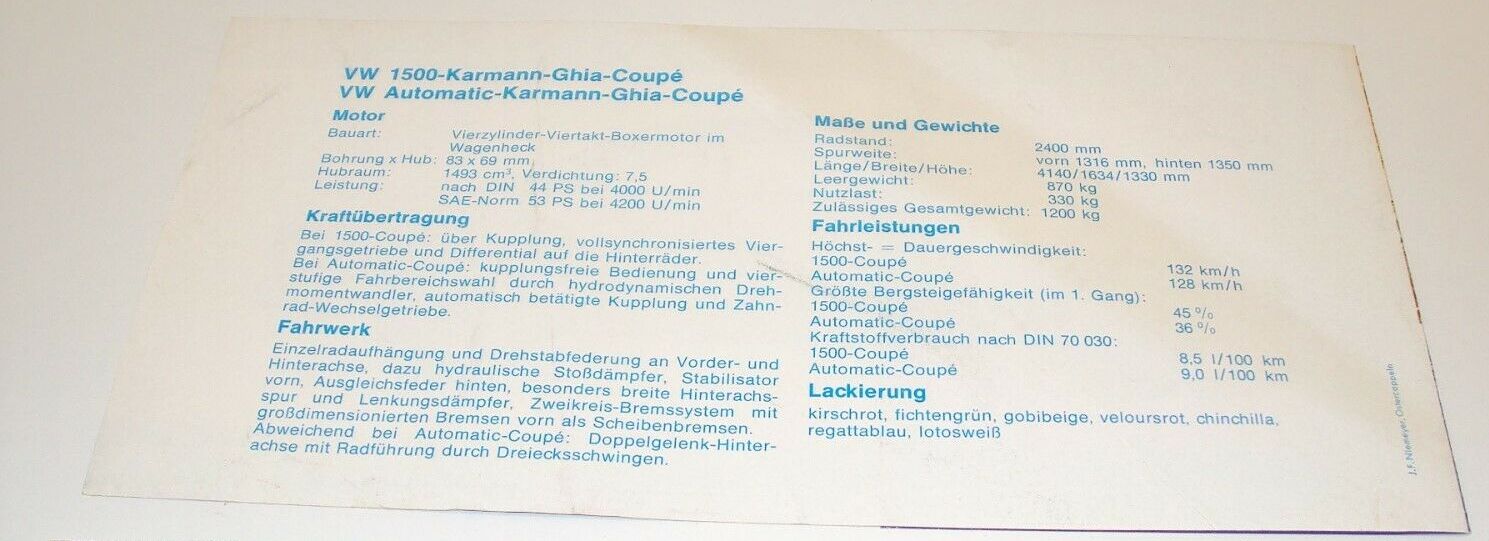 VW 1500-Karmann-Ghia-Coupé
VW Automatic-Karmann-Ghia-Coupé
Motor
Bauart: Vierzylinder-Viertakt-Boxermotor im
Wagenheck
Bohrung x Hub: 83 x 69 mm
Hubraum: 1493 cm³, Verdichtung: 7,5
Leistung: nach DIN 44 PS bei 4000 U/min
SAE-Norm 53 PS bei 4200 U/min
Kraftübertragung
Bei 1500-Coupé: über Kupplung, vollsynchronisiertes Vier-
gangsgetriebe und Differential auf die Hinterräder.
Bei Automatic-Coupé: kupplungsfreie Bedienung und vier-
stufige Fahrbereichswahl durch hydrodynamischen Dreh-
momentwandler, automatisch betätigte Kupplung und Zahn-
rad-Wechselgetriebe.
Fahrwerk
Einzelradaufhängung und Drehstabfederung an Vorder- und
Hinterachse, dazu hydraulische Stoßdämpfer, Stabilisator
vorn, Ausgleichsfeder hinten, besonders breite Hinterachs-
spur und Lenkungsdämpfer, Zweikreis-Bremssystem mit
großdimensionierten Bremsen vorn als Scheibenbremsen.
Abweichend bei Automatic-Coupé: Doppelgelenk-Hinter-
achse mit Radführung durch Dreiecksschwingen.
Maße und Gewichte
Radstand: 2400 mm
Spurweite: vorn 1316 mm, hinten 1350 mm
Länge/Breite/Höhe: 4140/1634/1330 mm
Leergewicht: 870 kg
Nutzlast: 330 kg
Zulässiges Gesamtgewicht: 1200 kg
Fahrleistungen
Höchst- = Dauergeschwindigkeit:
1500-Coupé 132 km/h
Automatic-Coupé 128 km/h
Größte Bergsteigefähigkeit (im 1. Gang):
1500-Coupé 45 %
Automatic-Coupé 36 %
Kraftstoffverbrauch nach DIN 70 030:
1500-Coupé 8,5 l/100 km
Automatic-Coupé 9,0 l/100 km
Lackierung
kirschrot, fichtengrün, gobibeige, veloursrot, chinchilla,
regattablau, lotosweiß
J.F. Niemeyer, Ostercappeln